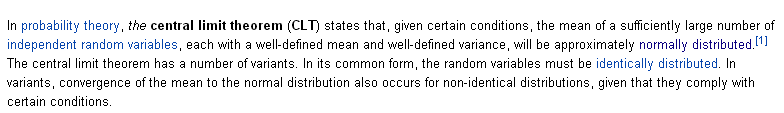 In probability theory, the central limit theorem (CLT) states that, given certain conditions, the mean of a sufficiently large number of
independent random variables, each with a well-defined mean and well-defined variance, will be approximately normally distributed.[1]
The central limit theorem has a number of variants. In its common form, the random variables must be identically distributed. In
variants, convergence of the mean to the normal distribution also occurs for non-identical distributions, given that they comply with
certain conditions.